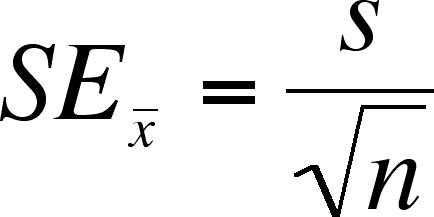 SE_x̄ = s/√n